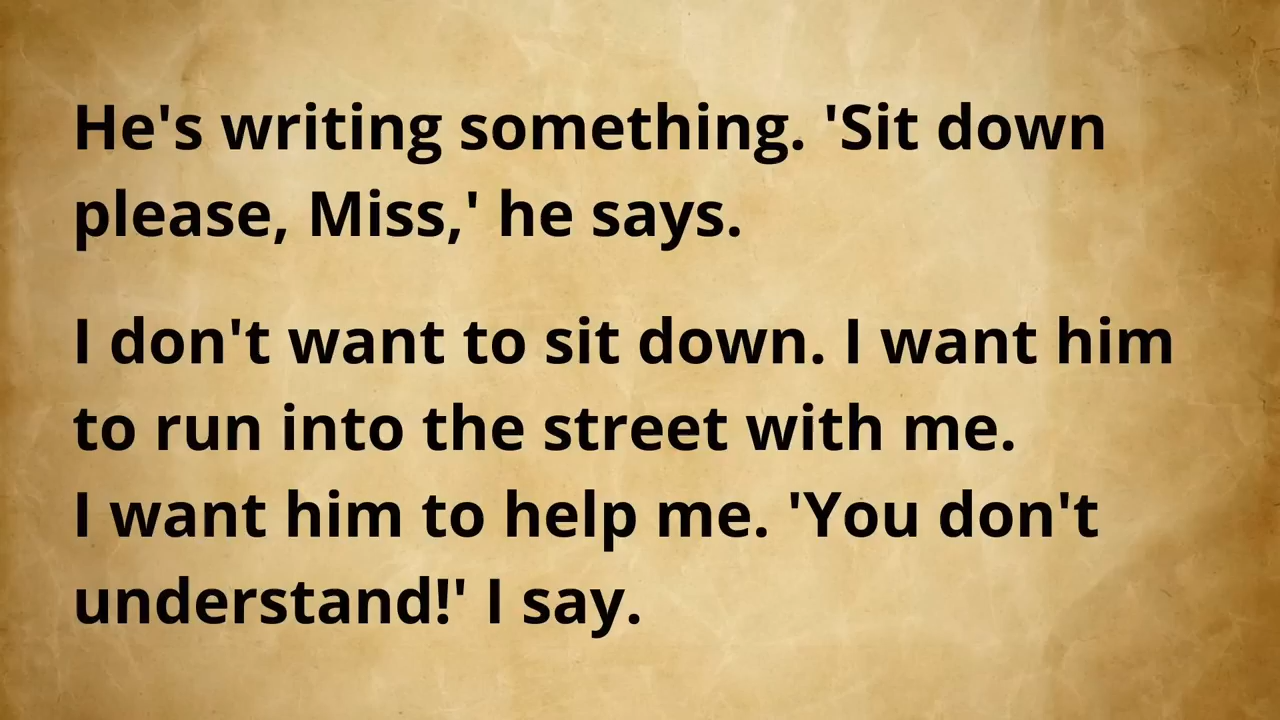 He's writing something. 'Sit down
please, Miss,' he says.
I don't want to sit down. I want him
to run into the street with me.
I want him to help me. 'You don't
understand!' I say.